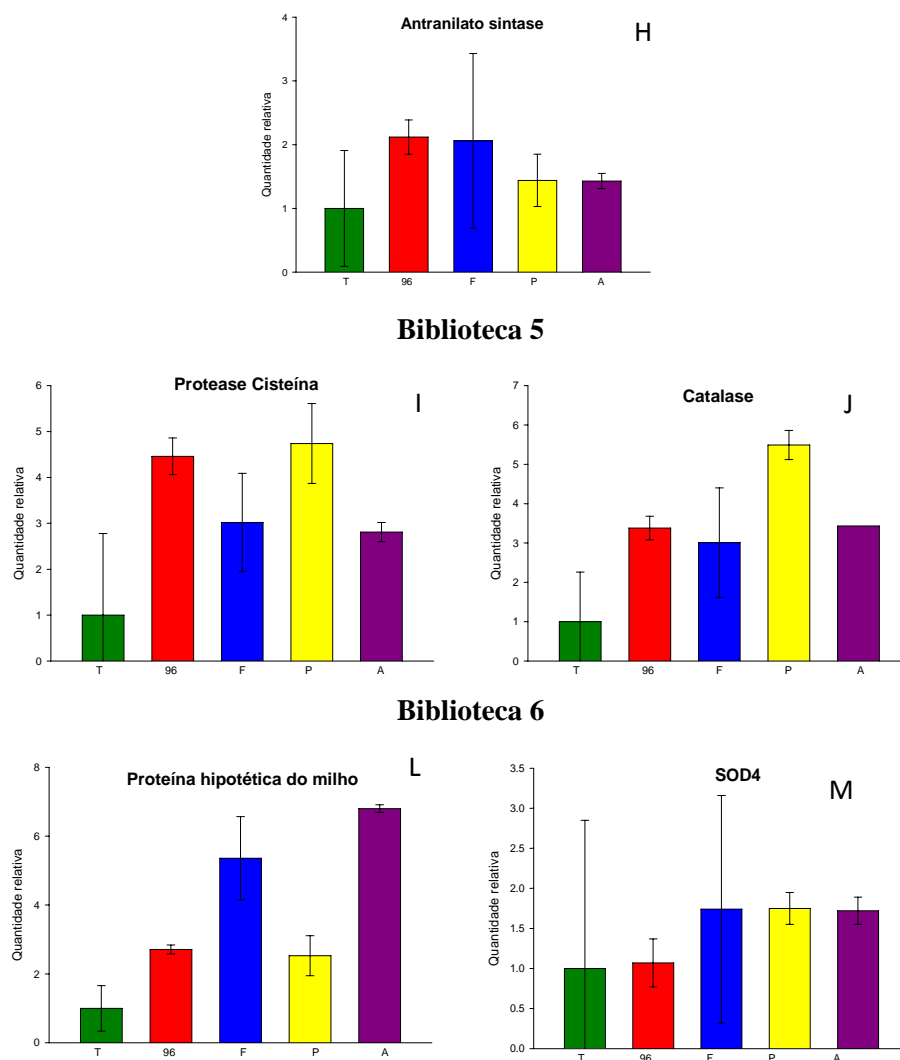 Antranilato sintase
H
Quantidade relativa
4
3
2
1
0
T 96 F P A
Biblioteca 5
Protease Cisteína
I
Quantidade relativa
6
5
4
3
2
1
0
T 96 F P A
Catalase
J
Quantidade relativa
7
6
5
4
3
2
1
0
T 96 F P A
Biblioteca 6
Proteína hipotética do milho
L
Quantidade relativa
8
6
4
2
0
T 96 F P A
SOD4
M
Quantidade relativa
3.5
3.0
2.5
2.0
1.5
1.0
0.5
0.0
T 96 F P A